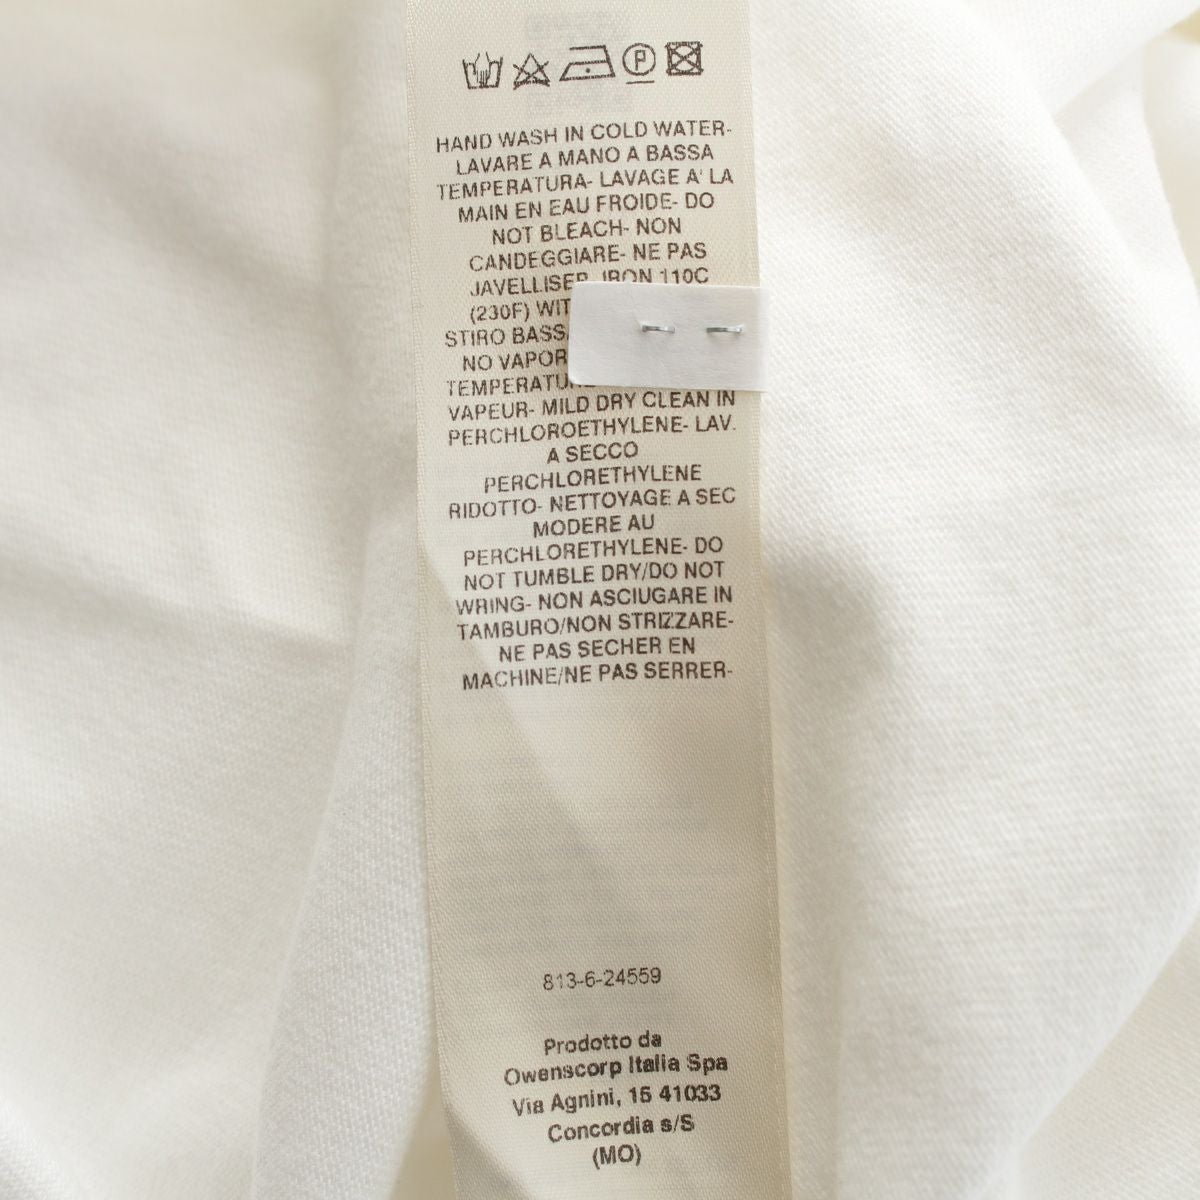 P
HAND WASH IN COLD WATER-
LAVARE A MANO A BASSA
TEMPERATURA- LAVAGE A' LA
MAIN EN EAU FROIDE- DO
NOT BLEACH- NON
CANDEGGIARE- NE PAS
JAVELLISER- IRON 110C
(230F)
STIRO
NO
VAPEUR- MILD DRY CLEAN IN
PERCHLOROETHYLENE- LAV.
A SECCO
PERCHLORETHYLENE
RIDOTTO- NETTOYAGE A SEC
MODERE AU
PERCHLORETHYLENE- DO
NOT TUMBLE DRY/DO NOT
WRING- NON ASCIUGARE IN
TAMBURO/NON STRIZZARE-
NE PAS SECHER EN
MACHINE/NE PAS SERRER-
813-6-24559
Prodotto da
Owenscorp Italia Spa
Via Agnini, 15 41033
Concordia s/S
(MO)